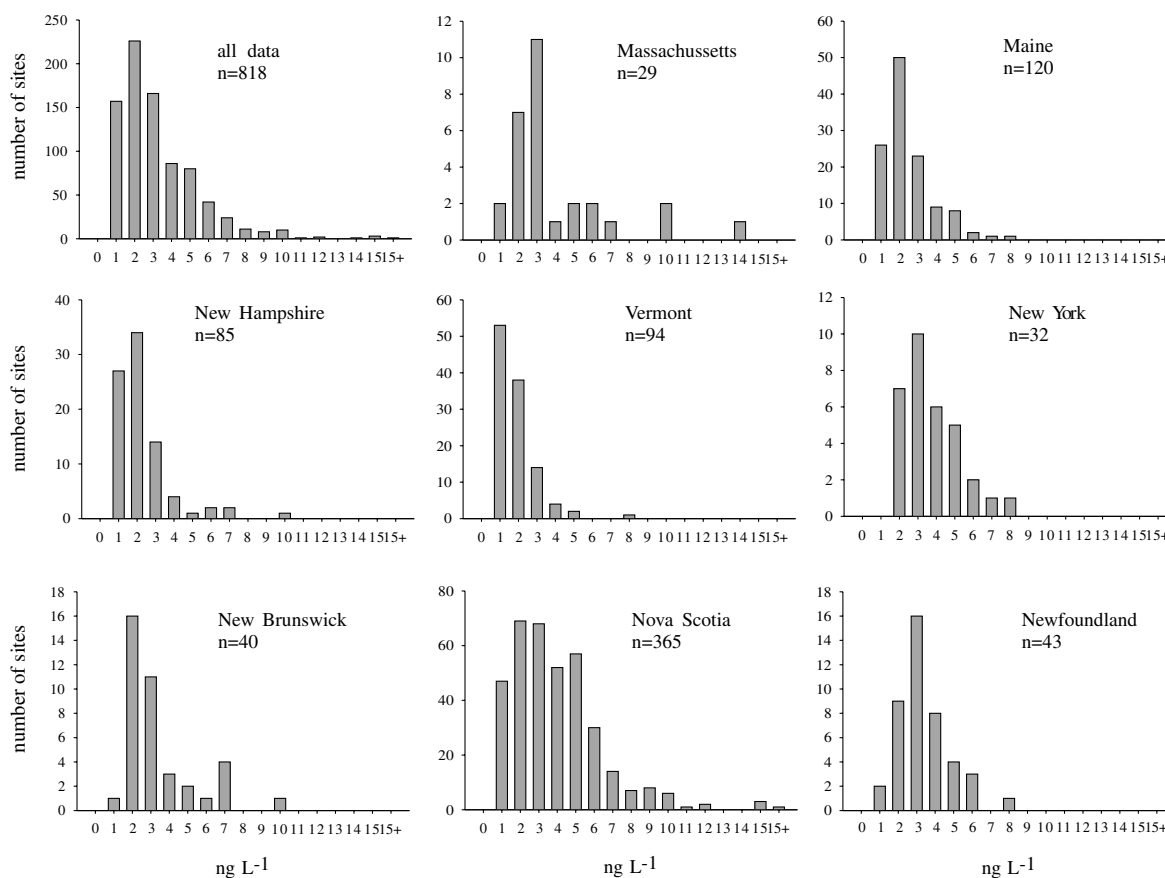 all data
n=818
number of sites
250
200
150
100
50
0
0 1 2 3 4 5 6 7 8 9 10 11 12 13 14 15 15+
Massachussetts
n=29
12
10
8
6
4
2
0
0 1 2 3 4 5 6 7 8 9 10 11 12 13 14 15 15+
Maine
n=120
60
50
40
30
20
10
0
0 1 2 3 4 5 6 7 8 9 10 11 12 13 14 15 15+
New Hampshire
n=85
number of sites
40
30
20
10
0
0 1 2 3 4 5 6 7 8 9 10 11 12 13 14 15 15+
Vermont
n=94
60
50
40
30
20
10
0
0 1 2 3 4 5 6 7 8 9 10 11 12 13 14 15 15+
New York
n=32
12
10
8
6
4
2
0
0 1 2 3 4 5 6 7 8 9 10 11 12 13 14 15 15+
New Brunswick
n=40
number of sites
18
16
14
12
10
8
6
4
2
0
0 1 2 3 4 5 6 7 8 9 10 11 12 13 14 15 15+
ng L-1
Nova Scotia
n=365
80
60
40
20
0
0 1 2 3 4 5 6 7 8 9 10 11 12 13 14 15 15+
ng L-1
Newfoundland
n=43
18
16
14
12
10
8
6
4
2
0
0 1 2 3 4 5 6 7 8 9 10 11 12 13 14 15 15+
ng L-1